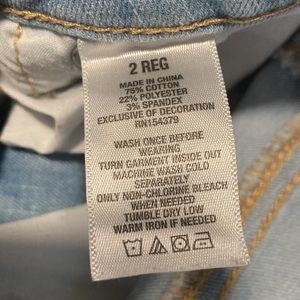 2 REG
MADE IN CHINA
75% COTTON
22% POLYESTER
3% SPANDEX
EXCLUSIVE OF DECORATION
RN154379
WASH ONCE BEFORE
WEARING
TURN GARMENT INSIDE OUT
MACHINE WASH COLD
SEPARATELY
ONLY NON-CHLORINE BLEACH
WHEN NEEDED
TUMBLE DRY LOW
WARM IRON IF NEEDED